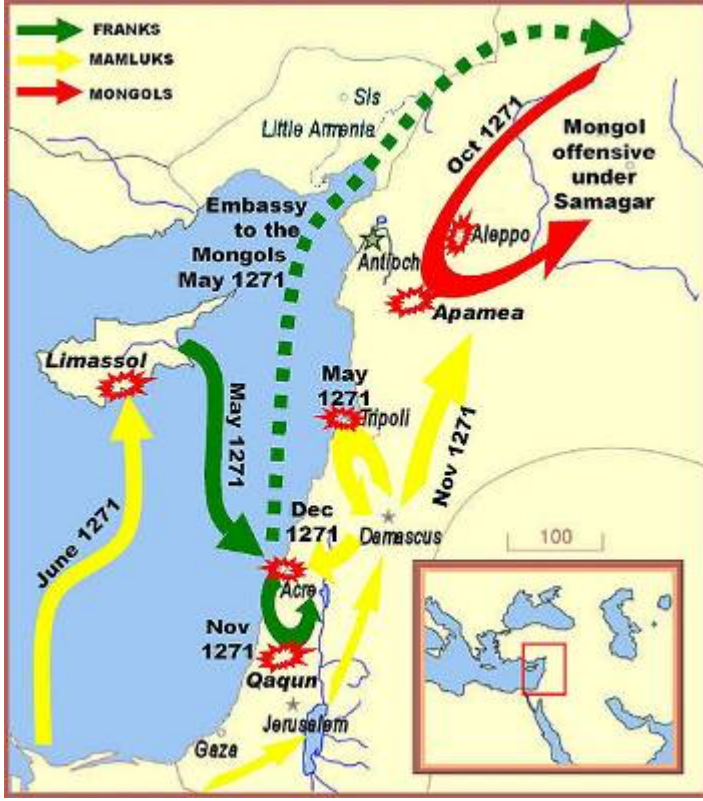 FRANKS
MAMLUKS
MONGOLS
Sis
Little Armenia
Oct 1271
Mongol
offensive
under
Samagar
Embassy
to the
Mongols
May 1271
Aleppo
Antioch
Apamea
Limassol
May 1271
May
1271
Tripoli
Nov 1271
June 1271
Dec
1271
Damascus
100
Acre
Nov
1271
Qaqun
Jerusalem
Gaza